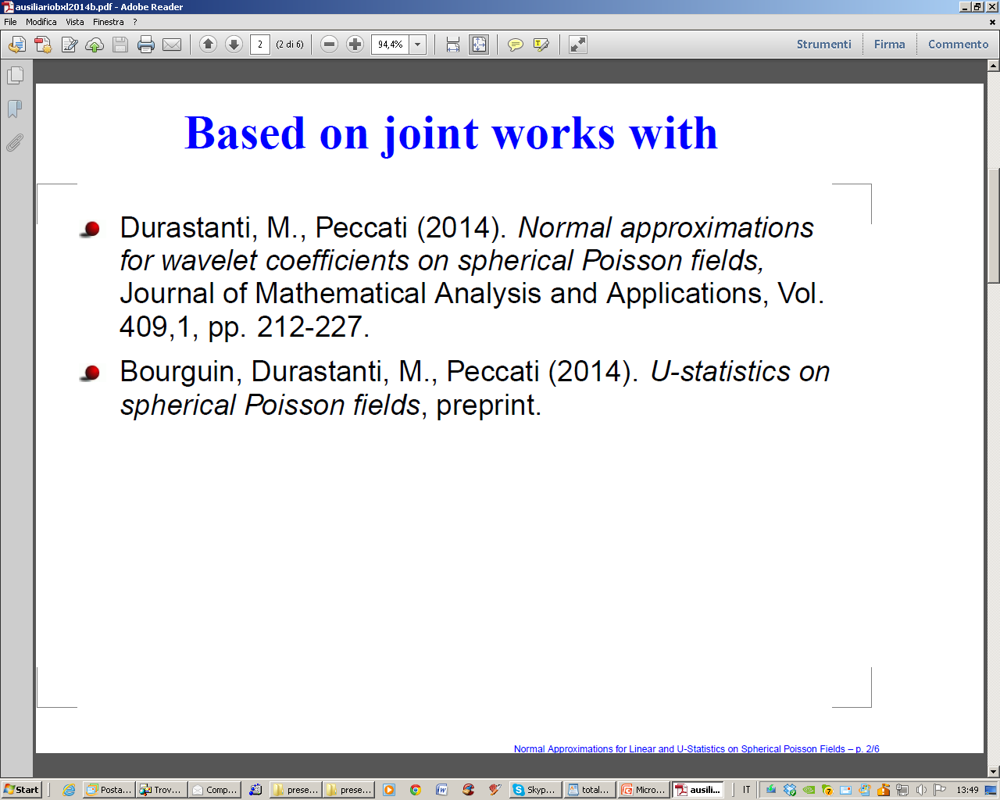 ausiliariobxl2014b.pdf - Adobe Reader
File Modifica Vista Finestra ?
2 (2 di 6) 94,4% Strumenti Firma Commento
Based on joint works with
Durastanti, M., Peccati (2014). Normal approximations
for wavelet coefficients on spherical Poisson fields,
Journal of Mathematical Analysis and Applications, Vol.
409,1, pp. 212-227.
Bourguin, Durastanti, M., Peccati (2014). U-statistics on
spherical Poisson fields, preprint.
Normal Approximations for Linear and U-Statistics on Spherical Poisson Fields – p. 2/6
Start Posta... Trov... Comp... prese... prese... Skyp... total... Micro... ausili... IT 13:49